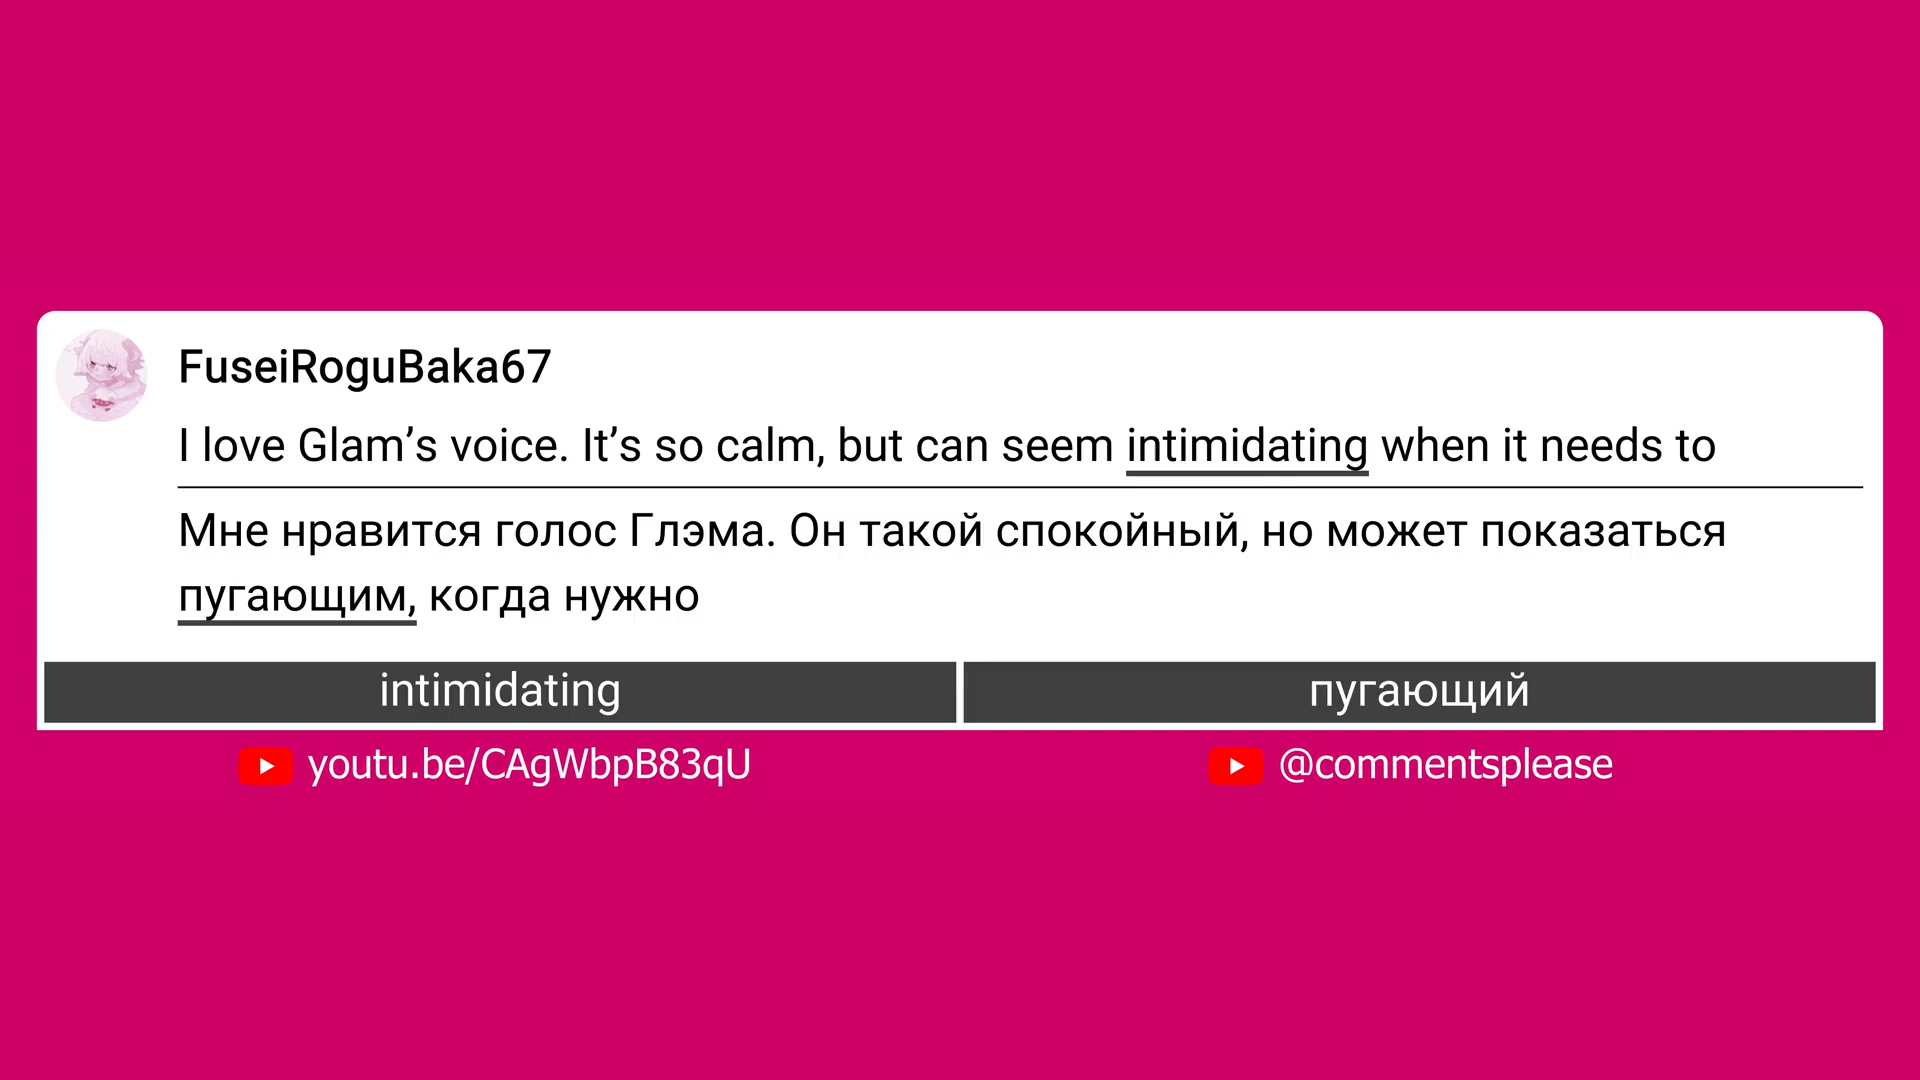 FuseiRoguBaka67
I love Glam’s voice. It’s so calm, but can seem intimidating when it needs to
Мне нравится голос Глэма. Он такой спокойный, но может показаться
пугающим, когда нужно
intimidating
пугающий
youtu.be/CAgWbpB83qU
@commentsplease